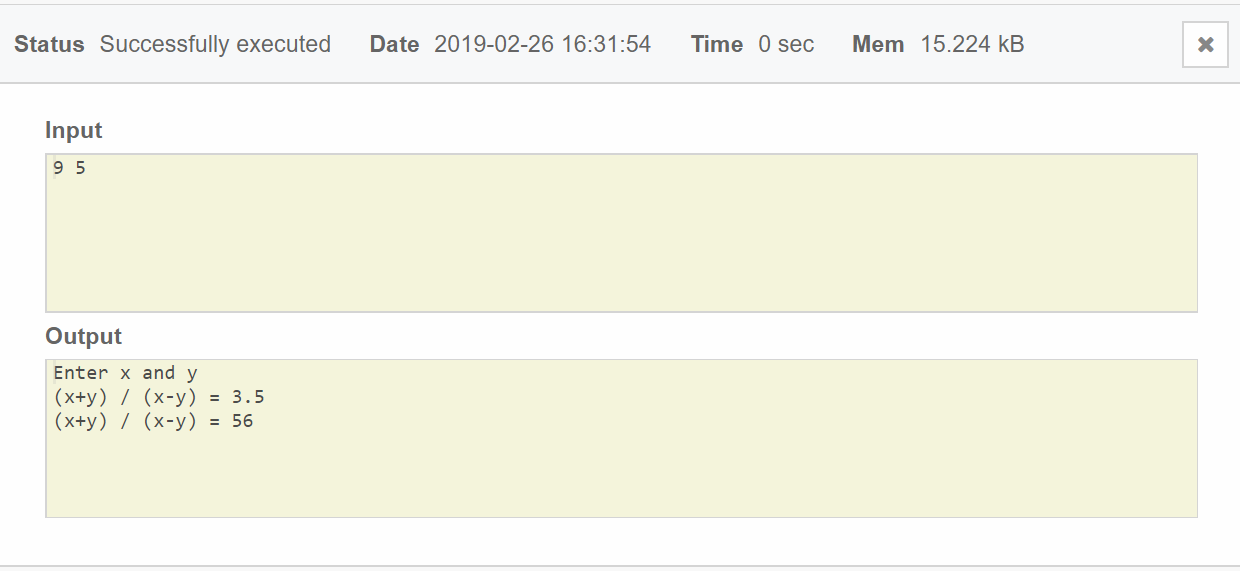 Status Successfully executed Date 2019-02-26 16:31:54 Time 0 sec Mem 15.224 kB
Input
9 5
Output
Enter x and y
(x+y) / (x-y) = 3.5
(x+y) / (x-y) = 56